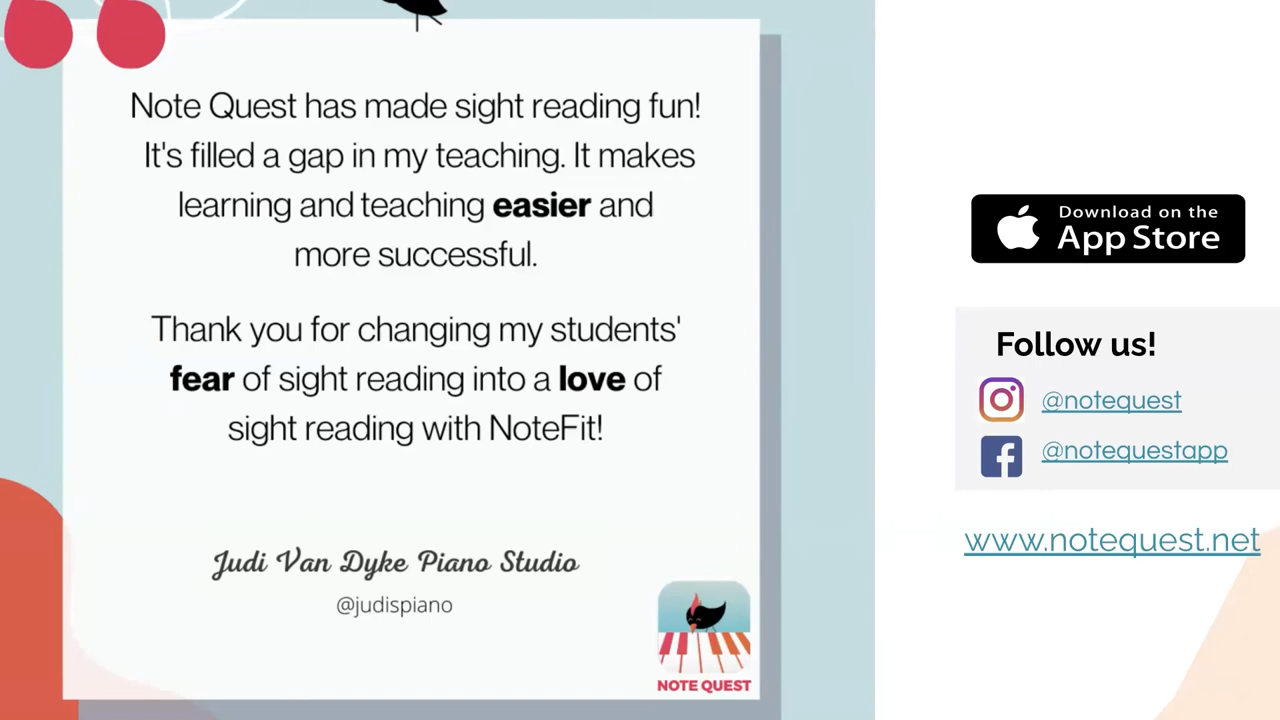 Note Quest has made sight reading fun!
It's filled a gap in my teaching. It makes
learning and teaching easier and
more successful.
Thank you for changing my students'
fear of sight reading into a love of
sight reading with NoteFit!
Judi Van Dyke Piano Studio
@judispiano
NOTE QUEST
Download on the
App Store
Follow us!
@notequest
@notequestapp
www.notequest.net